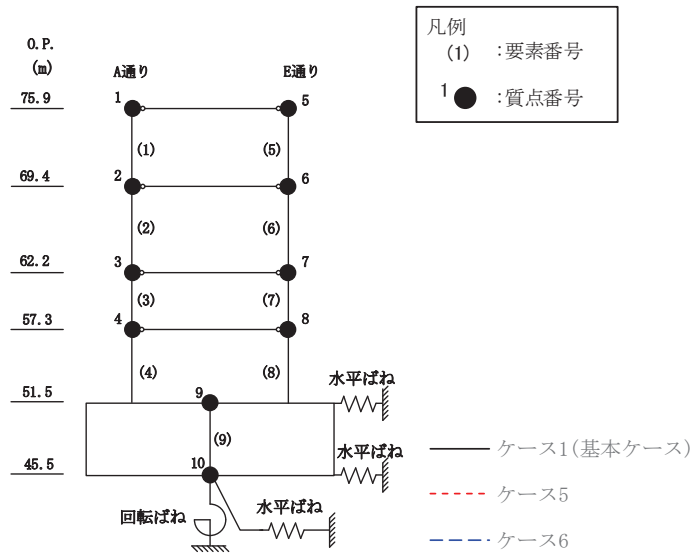 凡例
(1) :要素番号
1 :質点番号
O.P.
(m)
A通り
E通り
75.9
1
5
(1)
(5)
69.4
2
6
(2)
(6)
62.2
3
7
(3)
(7)
57.3
4
8
(4)
(8)
水平ばね
51.5
9
(9)
水平ばね
45.5
10
回転ばね
水平ばね
ケース1(基本ケース)
ケース5
ケース6